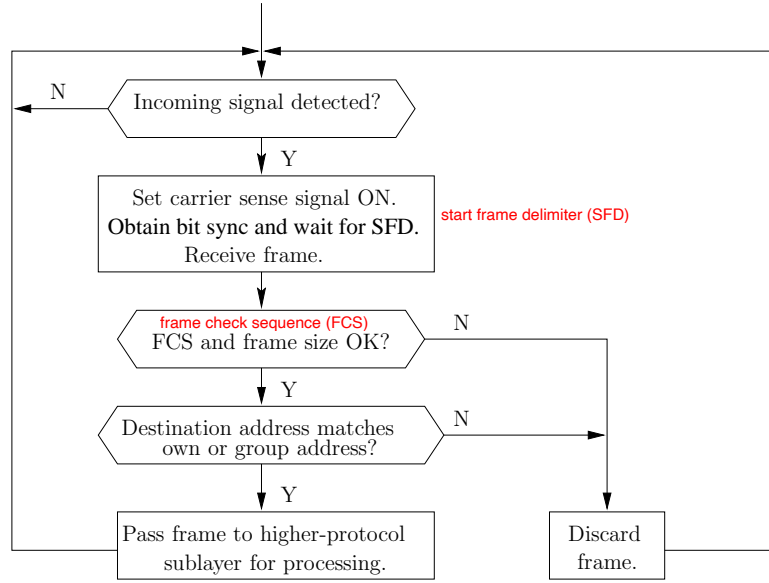 Incoming signal detected?
N
Y
Set carrier sense signal ON.
Obtain bit sync and wait for SFD.
Receive frame.
start frame delimiter (SFD)
frame check sequence (FCS)
FCS and frame size OK?
N
Y
Destination address matches
own or group address?
N
Y
Pass frame to higher-protocol
sublayer for processing.
Discard
frame.